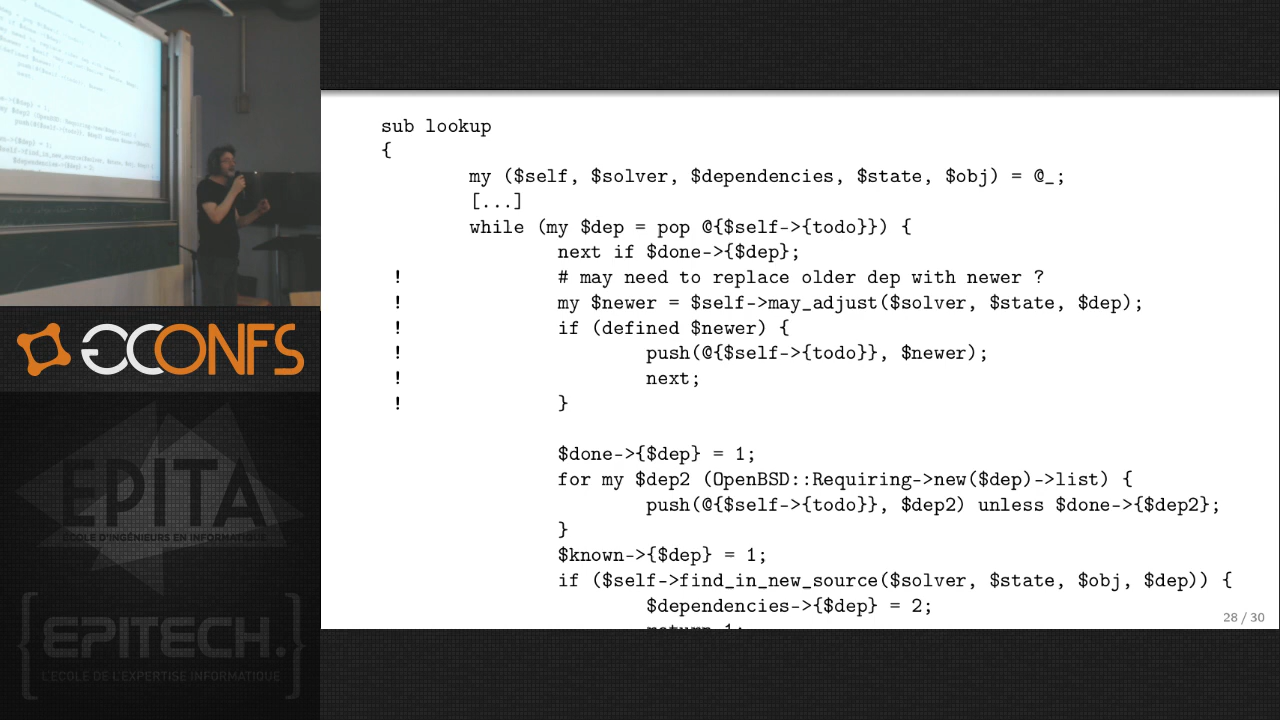 sub lookup
{
my ($self, $solver, $dependencies, $state, $obj) = @_;
[...]
while (my $dep = pop @{$self->{todo}}) {
next if $done->{$dep};
! # may need to replace older dep with newer ?
! my $newer = $self->may_adjust($solver, $state, $dep);
! if (defined $newer) {
! push(@{$self->{todo}}, $newer);
! next;
! }
$done->{$dep} = 1;
for my $dep2 (OpenBSD::Requiring->new($dep)->list) {
push(@{$self->{todo}}, $dep2) unless $done->{$dep2};
}
$known->{$dep} = 1;
if ($self->find_in_new_source($solver, $state, $obj, $dep)) {
$dependencies->{$dep} = 2;
return 1;
28 / 30
GCONFS
EPITA
ÉCOLE D'INGÉNIEURS EN INFORMATIQUE
{EPITECH.}
L'ECOLE DE L'EXPERTISE INFORMATIQUE